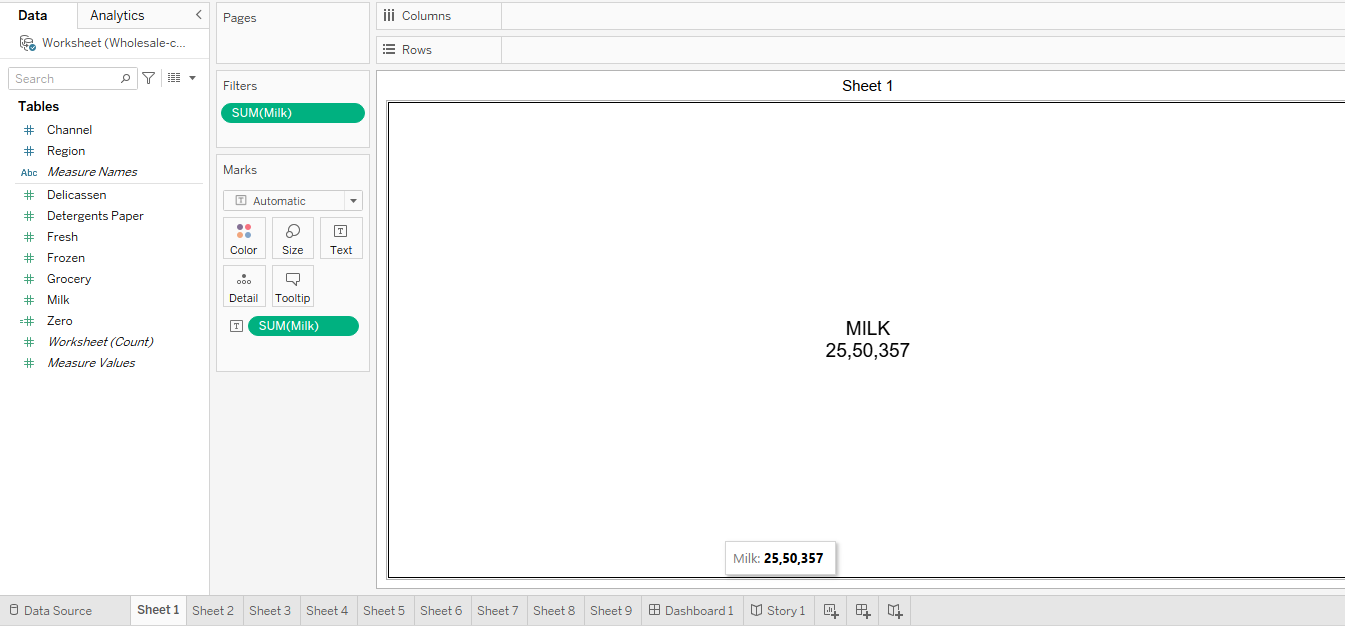 Data
Analytics
Worksheet (Wholesale-c...
Search
Tables
Channel
Region
Abc Measure Names
Delicassen
Detergents Paper
Fresh
Frozen
Grocery
Milk
Zero
Worksheet (Count)
Measure Values
Pages
Filters
SUM(Milk)
Marks
T Automatic
Color
Size
T
Text
Detail
Tooltip
T SUM(Milk)
Columns
Rows
Sheet 1
MILK
25,50,357
Milk: 25,50,357
Data Source
Sheet 1
Sheet 2
Sheet 3
Sheet 4
Sheet 5
Sheet 6
Sheet 7
Sheet 8
Sheet 9
Dashboard 1
Story 1